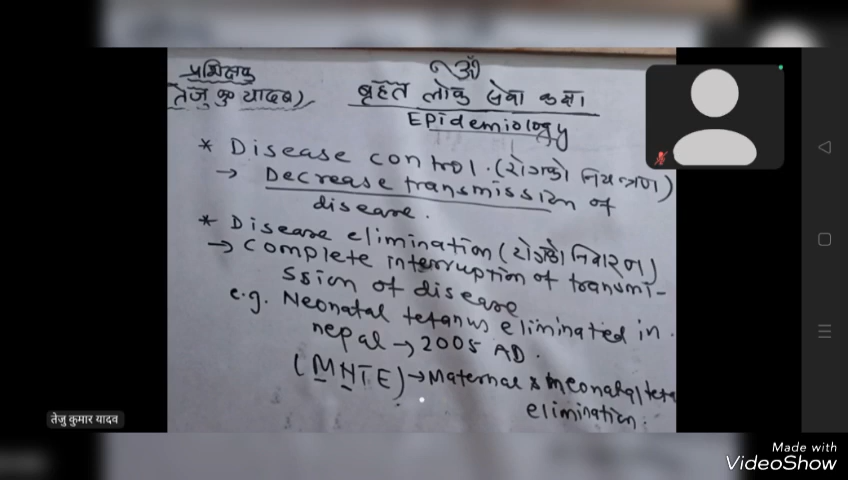 ॐ
प्रशिक्षक
तेजु कु यादव)
बृहत लोक सेवा कक्षा
EPidemiology
* Disease control. (रोगको नियन्त्रण)
→ Decrease transmission of
disease.
* Disease elimination (रोगको निवारण)
→ Complete interruption of transmi-
ssion of disease
e.g. Neonatal tetanus eliminated in
nepal → 2005 AD.
(MNTE) → Maternal & neonatal teta
elimination.
तेजु कुमार यादव
Made with
VideoShow